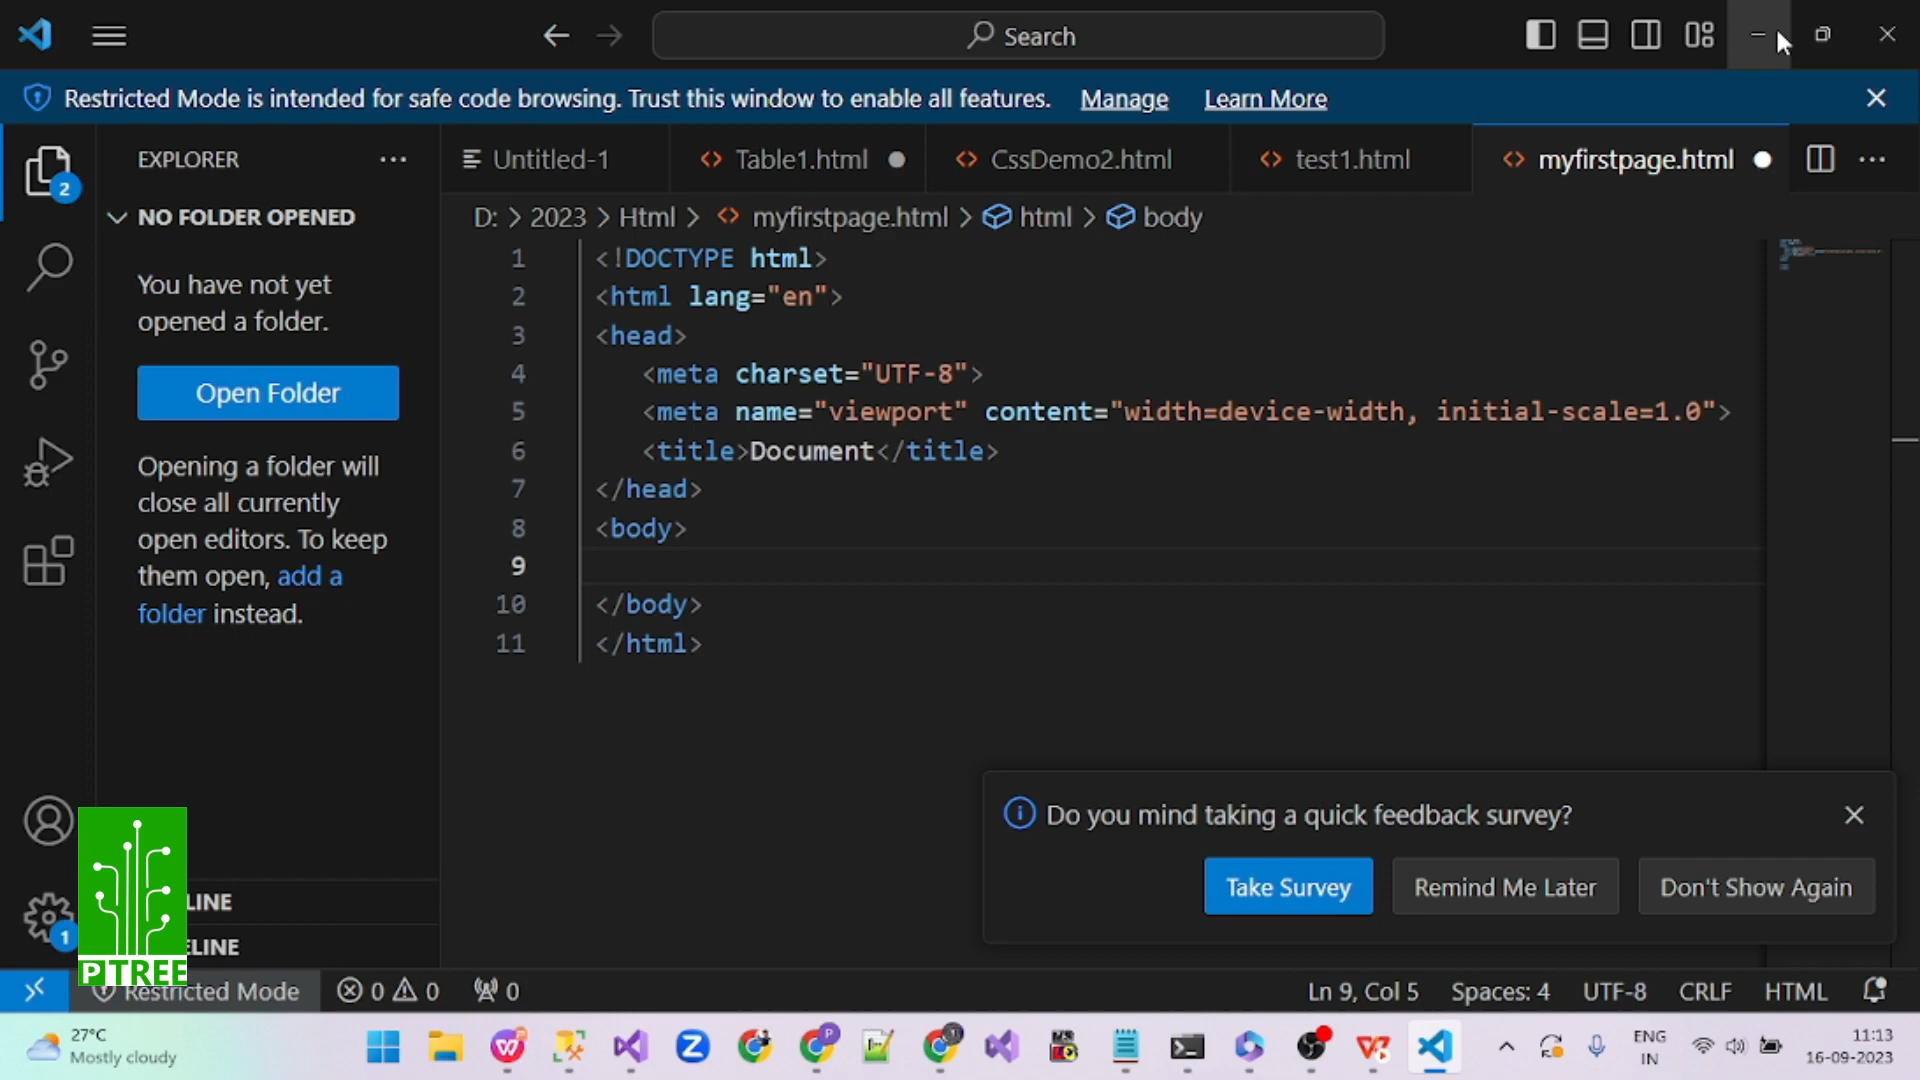 Search
Restricted Mode is intended for safe code browsing. Trust this window to enable all features. Manage Learn More
EXPLORER
2
NO FOLDER OPENED
You have not yet
opened a folder.
Open Folder
Opening a folder will
close all currently
open editors. To keep
them open, add a
folder instead.
LINE
ELINE
1
PITREE
Untitled-1 Table1.html CssDemo2.html test1.html myfirstpage.html
D: > 2023 > Html > myfirstpage.html > html > body
1 <!DOCTYPE html>
2 <html lang="en">
3 <head>
4 <meta charset="UTF-8">
5 <meta name="viewport" content="width=device-width, initial-scale=1.0">
6 <title>Document</title>
7 </head>
8 <body>
9
10 </body>
11 </html>
Do you mind taking a quick feedback survey?
Take Survey Remind Me Later Don't Show Again
Restricted Mode 0 0 0 Ln 9, Col 5 Spaces: 4 UTF-8 CRLF HTML
27°C
Mostly cloudy
ENG
IN
11:13
16-09-2023